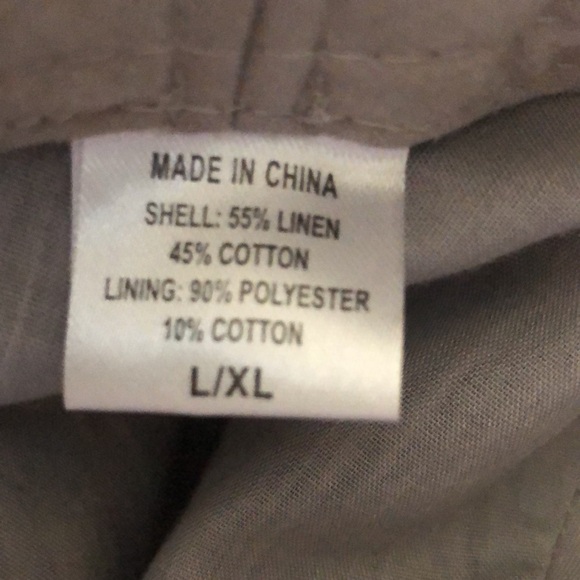 MADE IN CHINA
SHELL: 55% LINEN
45% COTTON
LINING: 90% POLYESTER
10% COTTON
L/XL